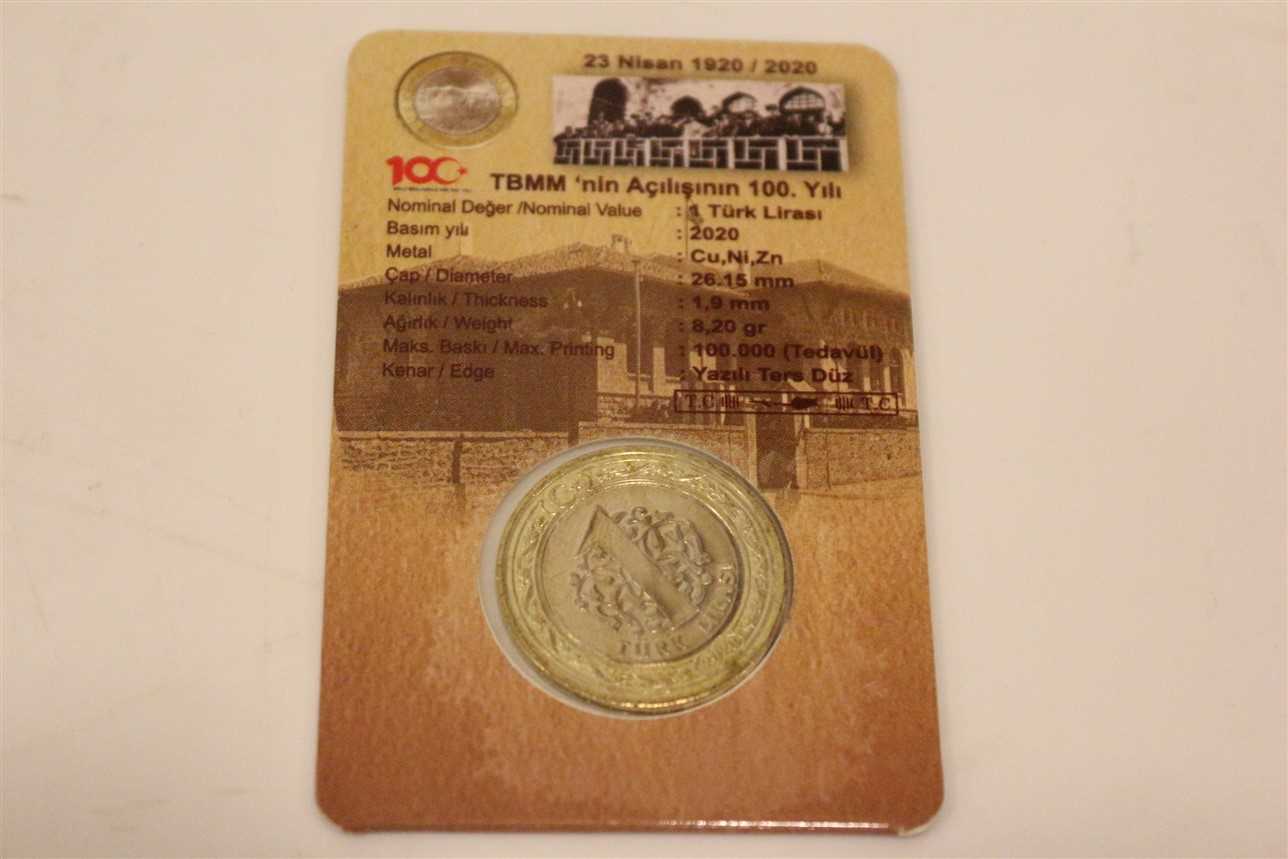 23 Nisan 1920 / 2020
100
TBMM ‘nin Açılışının 100. Yılı
Nominal Değer /Nominal Value : 1 Türk Lirası
Basım yılı : 2020
Metal : Cu,Ni,Zn
Çap / Diameter : 26.15 mm
Kalınlık / Thickness : 1,9 mm
Ağırlık / Weight : 8,20 gr
Maks. Baskı / Max. Printing : 100.000 (Tedavül)
Kenar / Edge : Yazılı Ters Düz
T.C T.C
1
TÜRK LİRASI